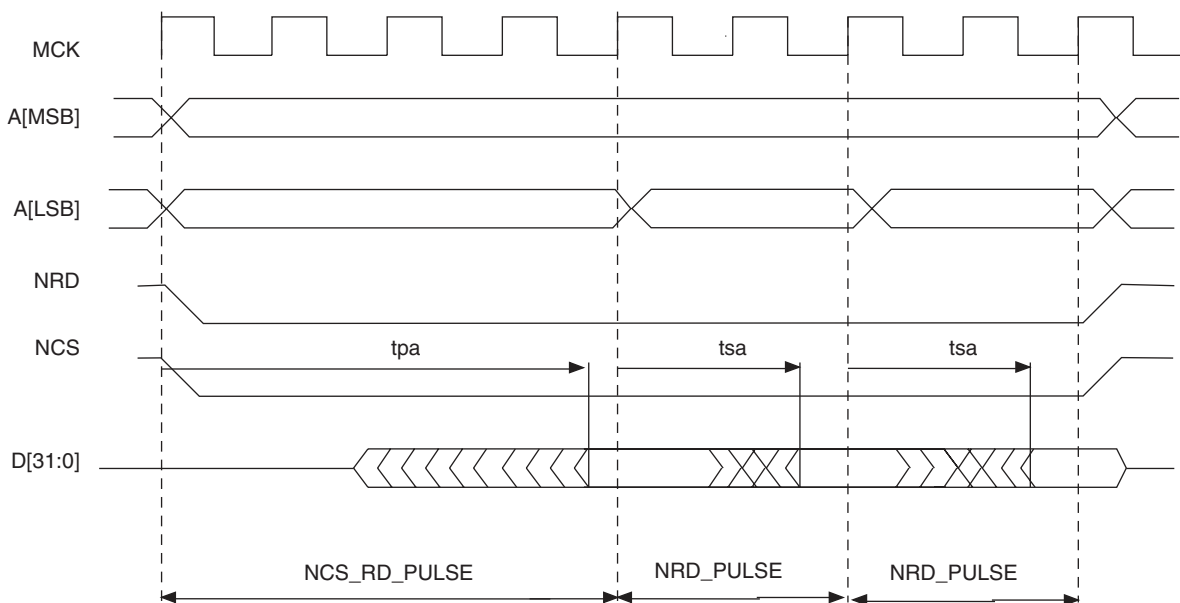 MCK
A[MSB]
A[LSB]
NRD
NCS
tpa tsa tsa
D[31:0]
NCS_RD_PULSE NRD_PULSE NRD_PULSE